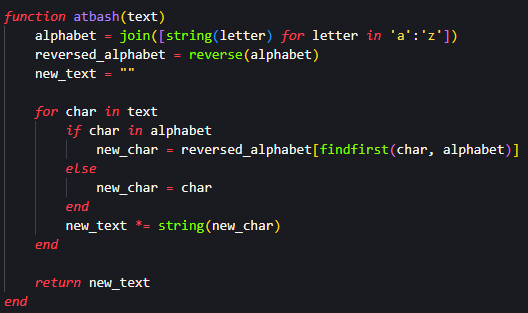 function atbash(text)
    alphabet = join([string(letter) for letter in 'a':'z'])
    reversed_alphabet = reverse(alphabet)
    new_text = ""

    for char in text
        if char in alphabet
            new_char = reversed_alphabet[findfirst(char, alphabet)]
        else
            new_char = char
        end
        new_text *= string(new_char)
    end

    return new_text
end